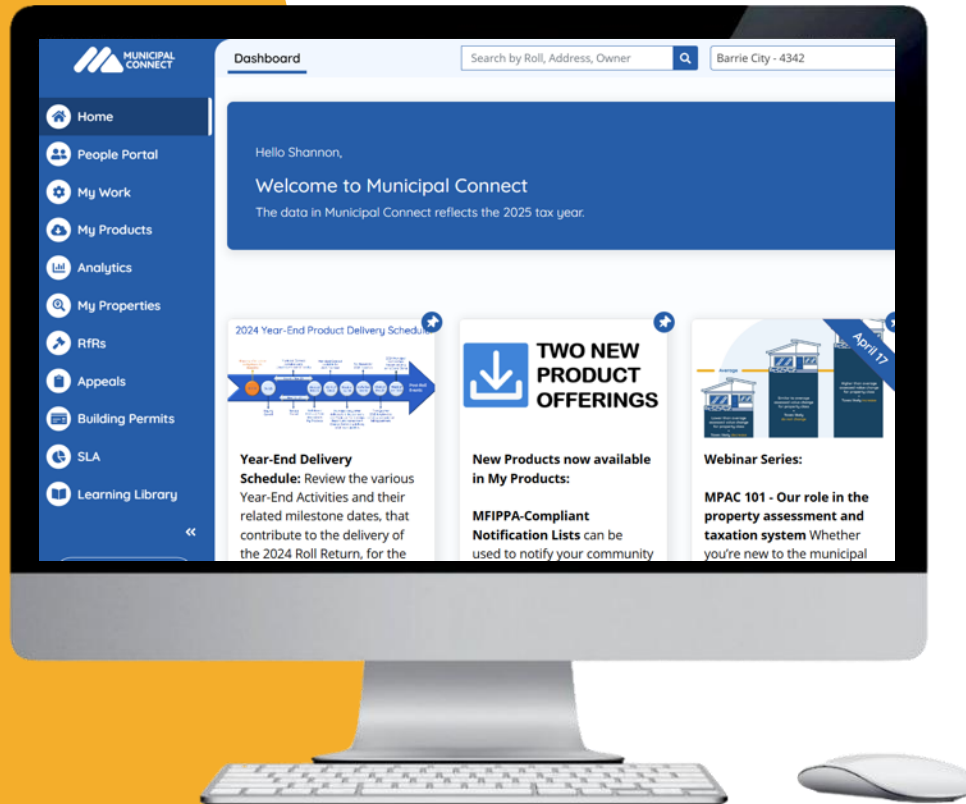 MUNICIPAL
CONNECT
Dashboard
Search by Roll, Address, Owner
Barrie City - 4342
Home
People Portal
My Work
My Products
Analytics
My Properties
RfRs
Appeals
Building Permits
SLA
Learning Library
«
Hello Shannon,
Welcome to Municipal Connect
The data in Municipal Connect reflects the 2025 tax year.
2024 Year-End Product Delivery Schedule
Year-End Delivery
Schedule: Review the various
Year-End Activities and their
related milestone dates, that
contribute to the delivery of
the 2024 Roll Return, for the
TWO NEW
PRODUCT
OFFERINGS
New Products now available
in My Products:
MFIPPA-Compliant
Notification Lists can be
used to notify your community
April 17
Average
Webinar Series:
MPAC 101 - Our role in the
property assessment and
taxation system Whether
you're new to the municipal